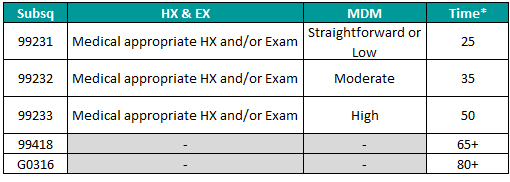 Subsq HX & EX MDM Time*
99231 Medical appropriate HX and/or Exam Straightforward or Low 25
99232 Medical appropriate HX and/or Exam Moderate 35
99233 Medical appropriate HX and/or Exam High 50
99418 - - 65+
G0316 - - 80+